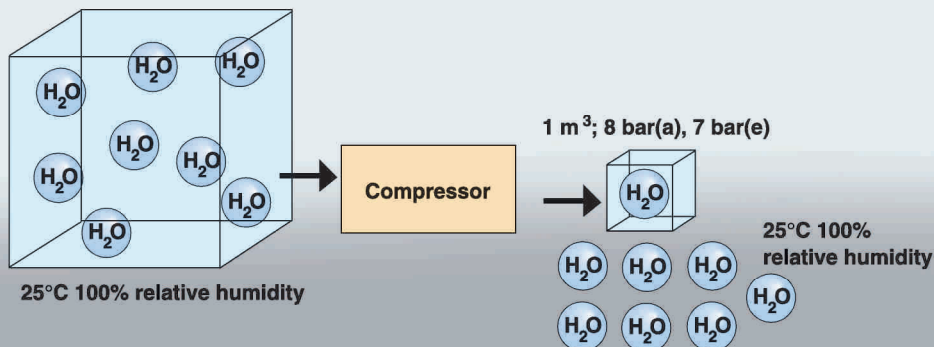 H₂O
H₂O
H₂O
H₂O
H₂O
H₂O
H₂O
H₂O
25°C 100% relative humidity
Compressor
1 m³; 8 bar(a), 7 bar(e)
H₂O
25°C 100%
relative humidity
H₂O H₂O H₂O
H₂O
H₂O H₂O H₂O